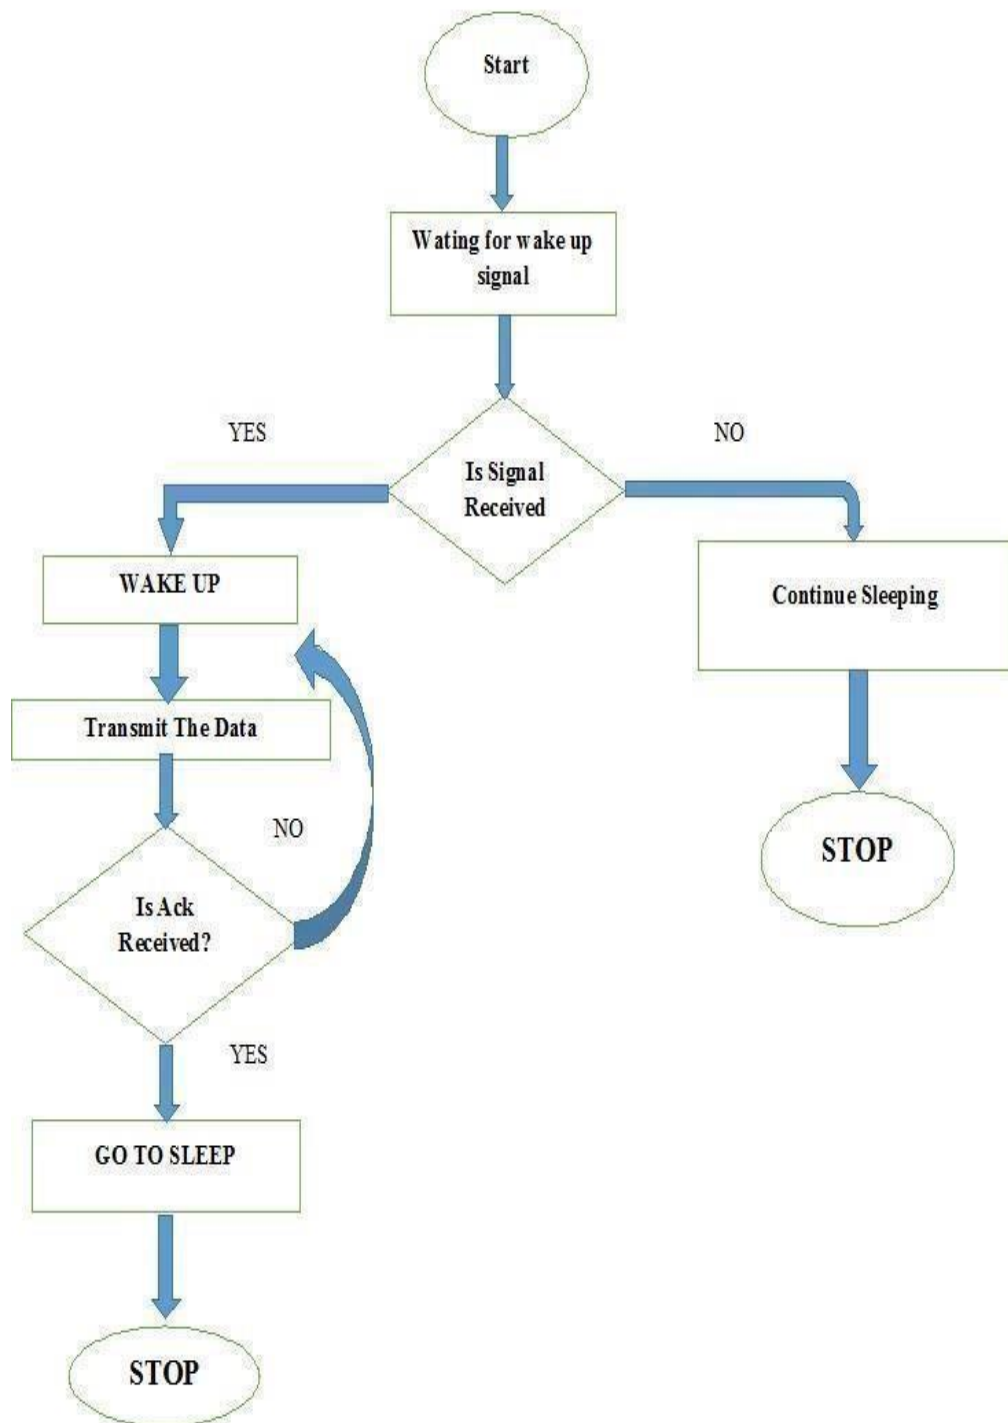 Start
Wating for wake up
signal
YES
NO
Is Signal
Received
WAKE UP
Continue Sleeping
Transmit The Data
NO
STOP
Is Ack
Received?
YES
GO TO SLEEP
STOP